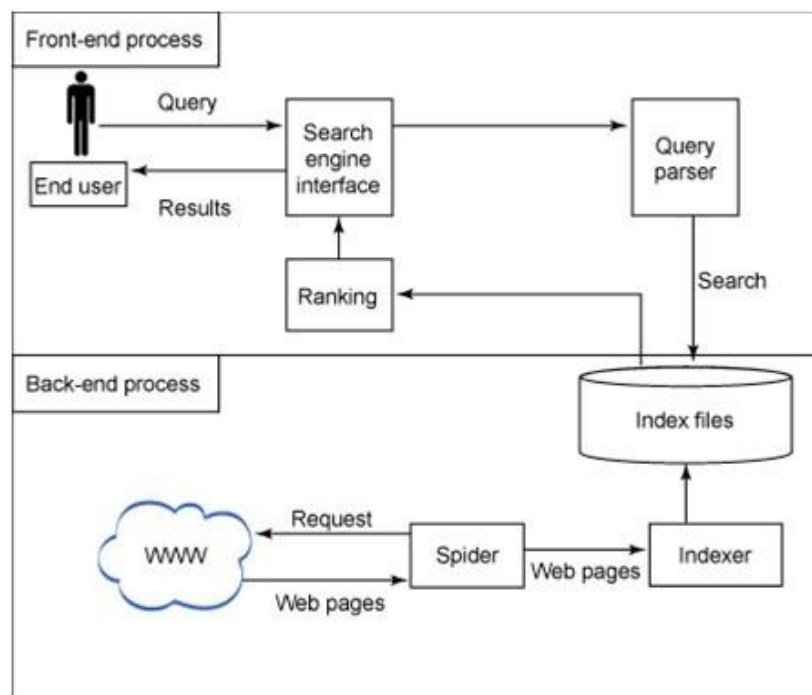 Front-end process
Query
Search
engine
interface
Query
parser
End user
Results
Ranking
Search
Back-end process
Index files
WWW
Request
Spider
Web pages
Indexer
Web pages